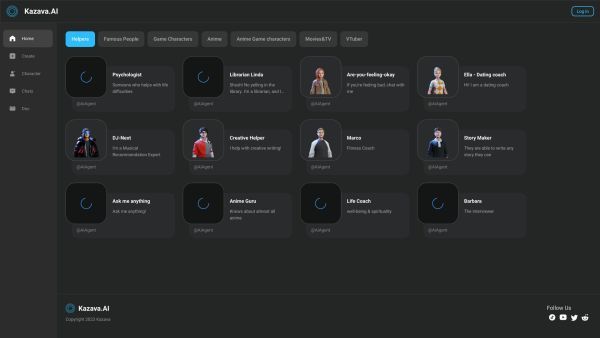 Kazava.AI
Log in
Home
Create
Character
Chats
Doc
Helpers
Famous People
Game Characters
Anime
Anime Game characters
Movies&TV
VTuber
Psychologist
Someone who helps with life
difficulties
@AIAgent
Librarian Linda
Shssh! No yelling in the
library. I'm a librarian, and I...
@AIAgent
Are-you-feeling-okay
If you're feeling bad, chat with
me
@AIAgent
Ella - Dating coach
Hi! I am a dating coach
@AIAgent
DJ-Next
I'm a Musical
Recommendation Expert
@AIAgent
Creative Helper
I help with creative writing!
@AIAgent
Marco
Fitness Coach
@AIAgent
Story Maker
They are able to write any
story they use
@AIAgent
Ask me anything
Ask me anything!
@AIAgent
Anime Guru
Knows about almost all
anime
@AIAgent
Life Coach
well-being & spirituality
@AIAgent
Barbara
The interviewer
@AIAgent
Kazava.AI
Copyright 2023 Kazava
Follow Us